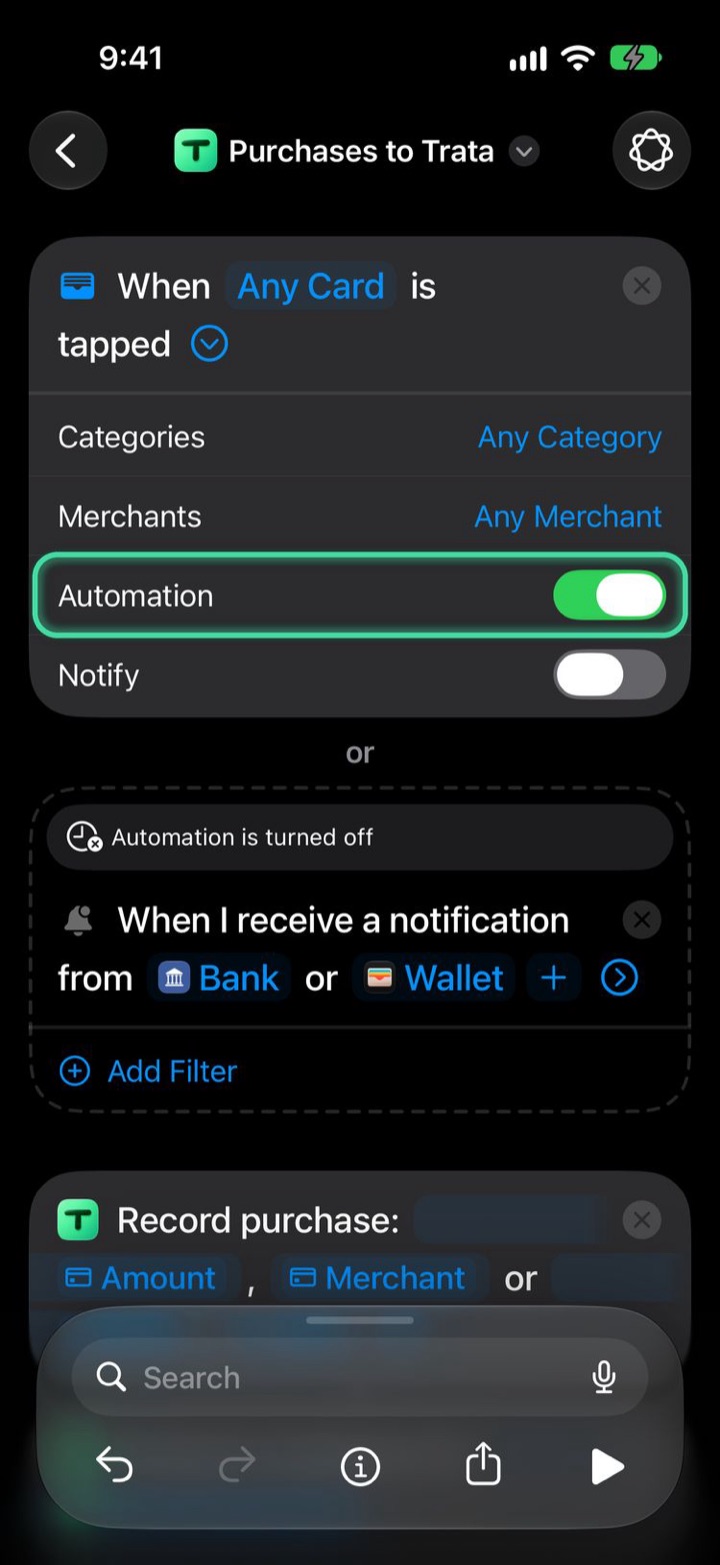 9:41
Purchases to Trata
When Any Card is
tapped
Categories Any Category
Merchants Any Merchant
Automation
Notify
or
Automation is turned off
When I receive a notification
from Bank or Wallet
Add Filter
Record purchase:
Amount , Merchant or
Search